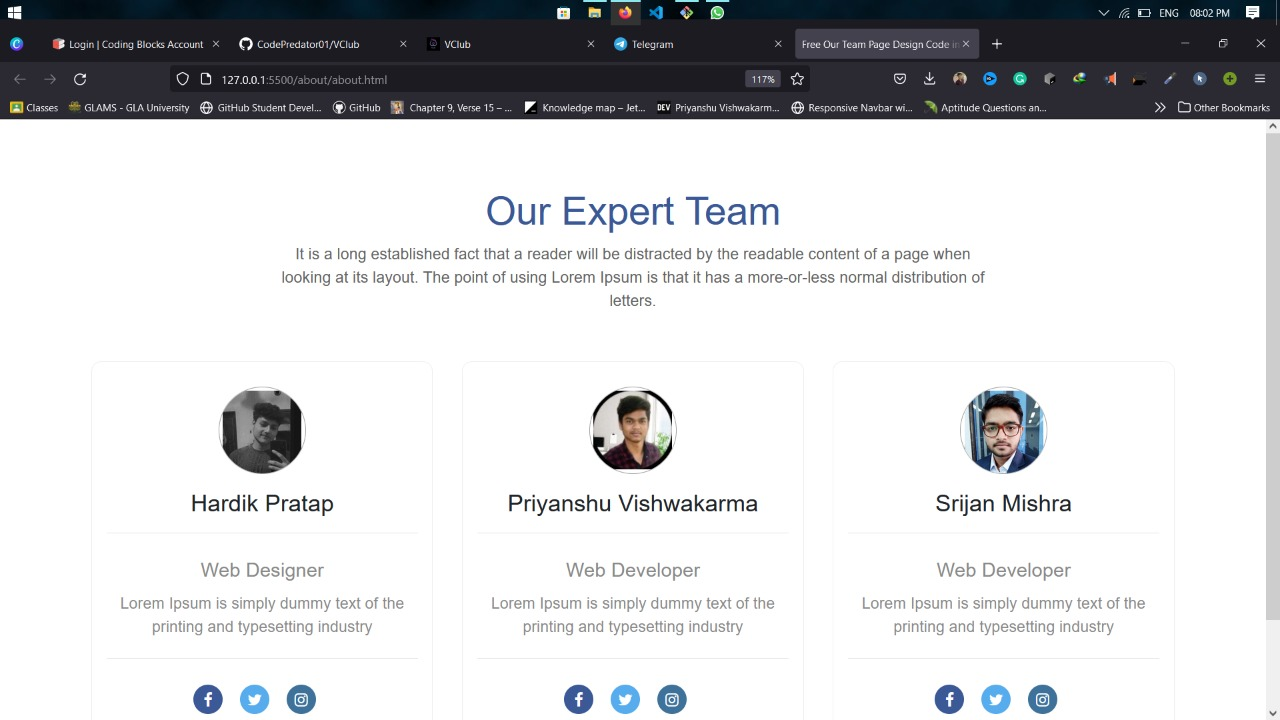 ENG 08:02 PM
Login | Coding Blocks Account
CodePredator01/VClub
VClub
Telegram
Free Our Team Page Design Code in
127.0.0.1:5500/about/about.html
117%
Classes
GLAMS - GLA University
GitHub Student Devel...
GitHub
Chapter 9, Verse 15 – ...
Knowledge map – Jet...
DEV Priyanshu Vishwakarm...
Responsive Navbar wi...
Aptitude Questions an...
Other Bookmarks
Our Expert Team
It is a long established fact that a reader will be distracted by the readable content of a page when
looking at its layout. The point of using Lorem Ipsum is that it has a more-or-less normal distribution of
letters.
Hardik Pratap
Web Designer
Lorem Ipsum is simply dummy text of the
printing and typesetting industry
Priyanshu Vishwakarma
Web Developer
Lorem Ipsum is simply dummy text of the
printing and typesetting industry
Srijan Mishra
Web Developer
Lorem Ipsum is simply dummy text of the
printing and typesetting industry